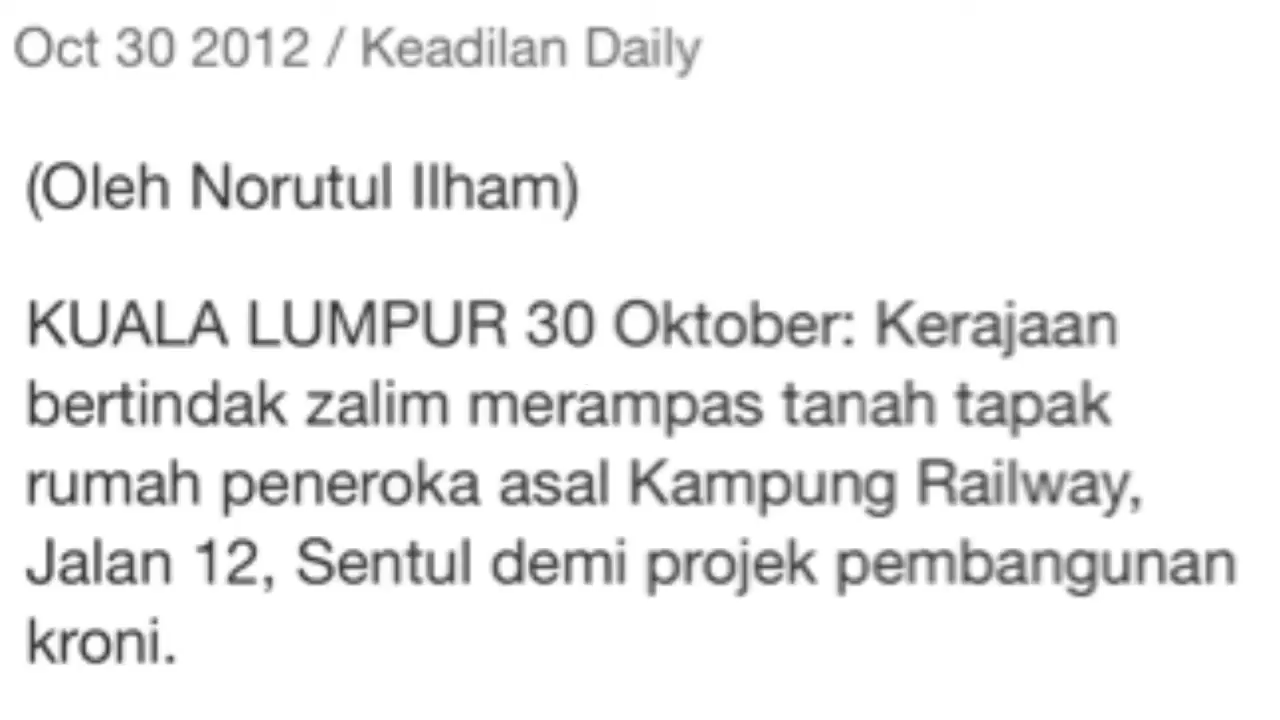 Oct 30 2012 / Keadilan Daily
(Oleh Norutul Ilham)
KUALA LUMPUR 30 Oktober: Kerajaan
bertindak zalim merampas tanah tapak
rumah peneroka asal Kampung Railway,
Jalan 12, Sentul demi projek pembangunan
kroni.